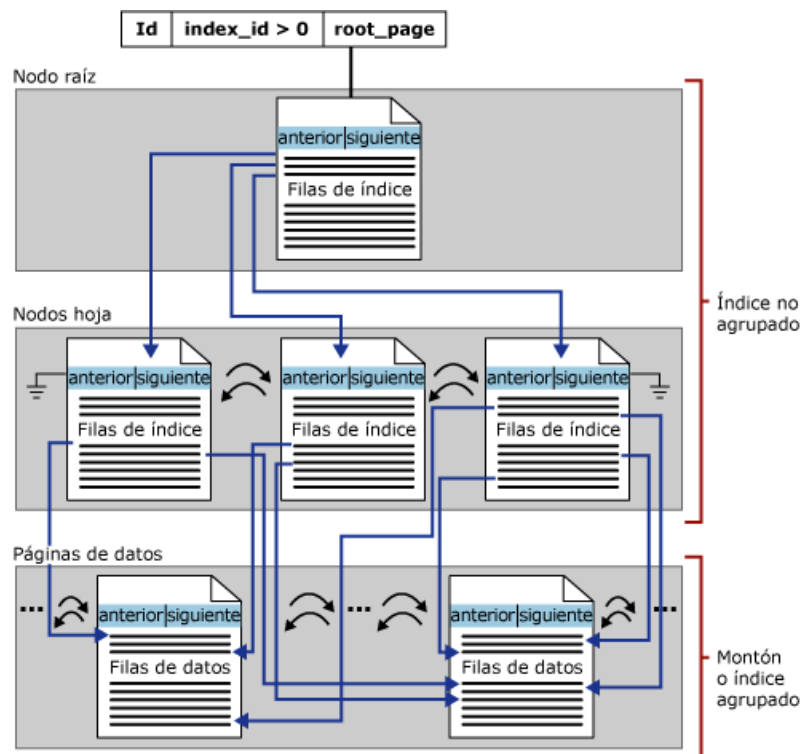 Id index_id > 0 root_page
Nodo raíz
anterior siguiente
Filas de índice
Índice no
agrupado
Nodos hoja
anterior siguiente anterior siguiente anterior siguiente
Filas de índice Filas de índice Filas de índice
Páginas de datos
... ... ...
anterior siguiente anterior siguiente
Filas de datos Filas de datos
Montón
o índice
agrupado